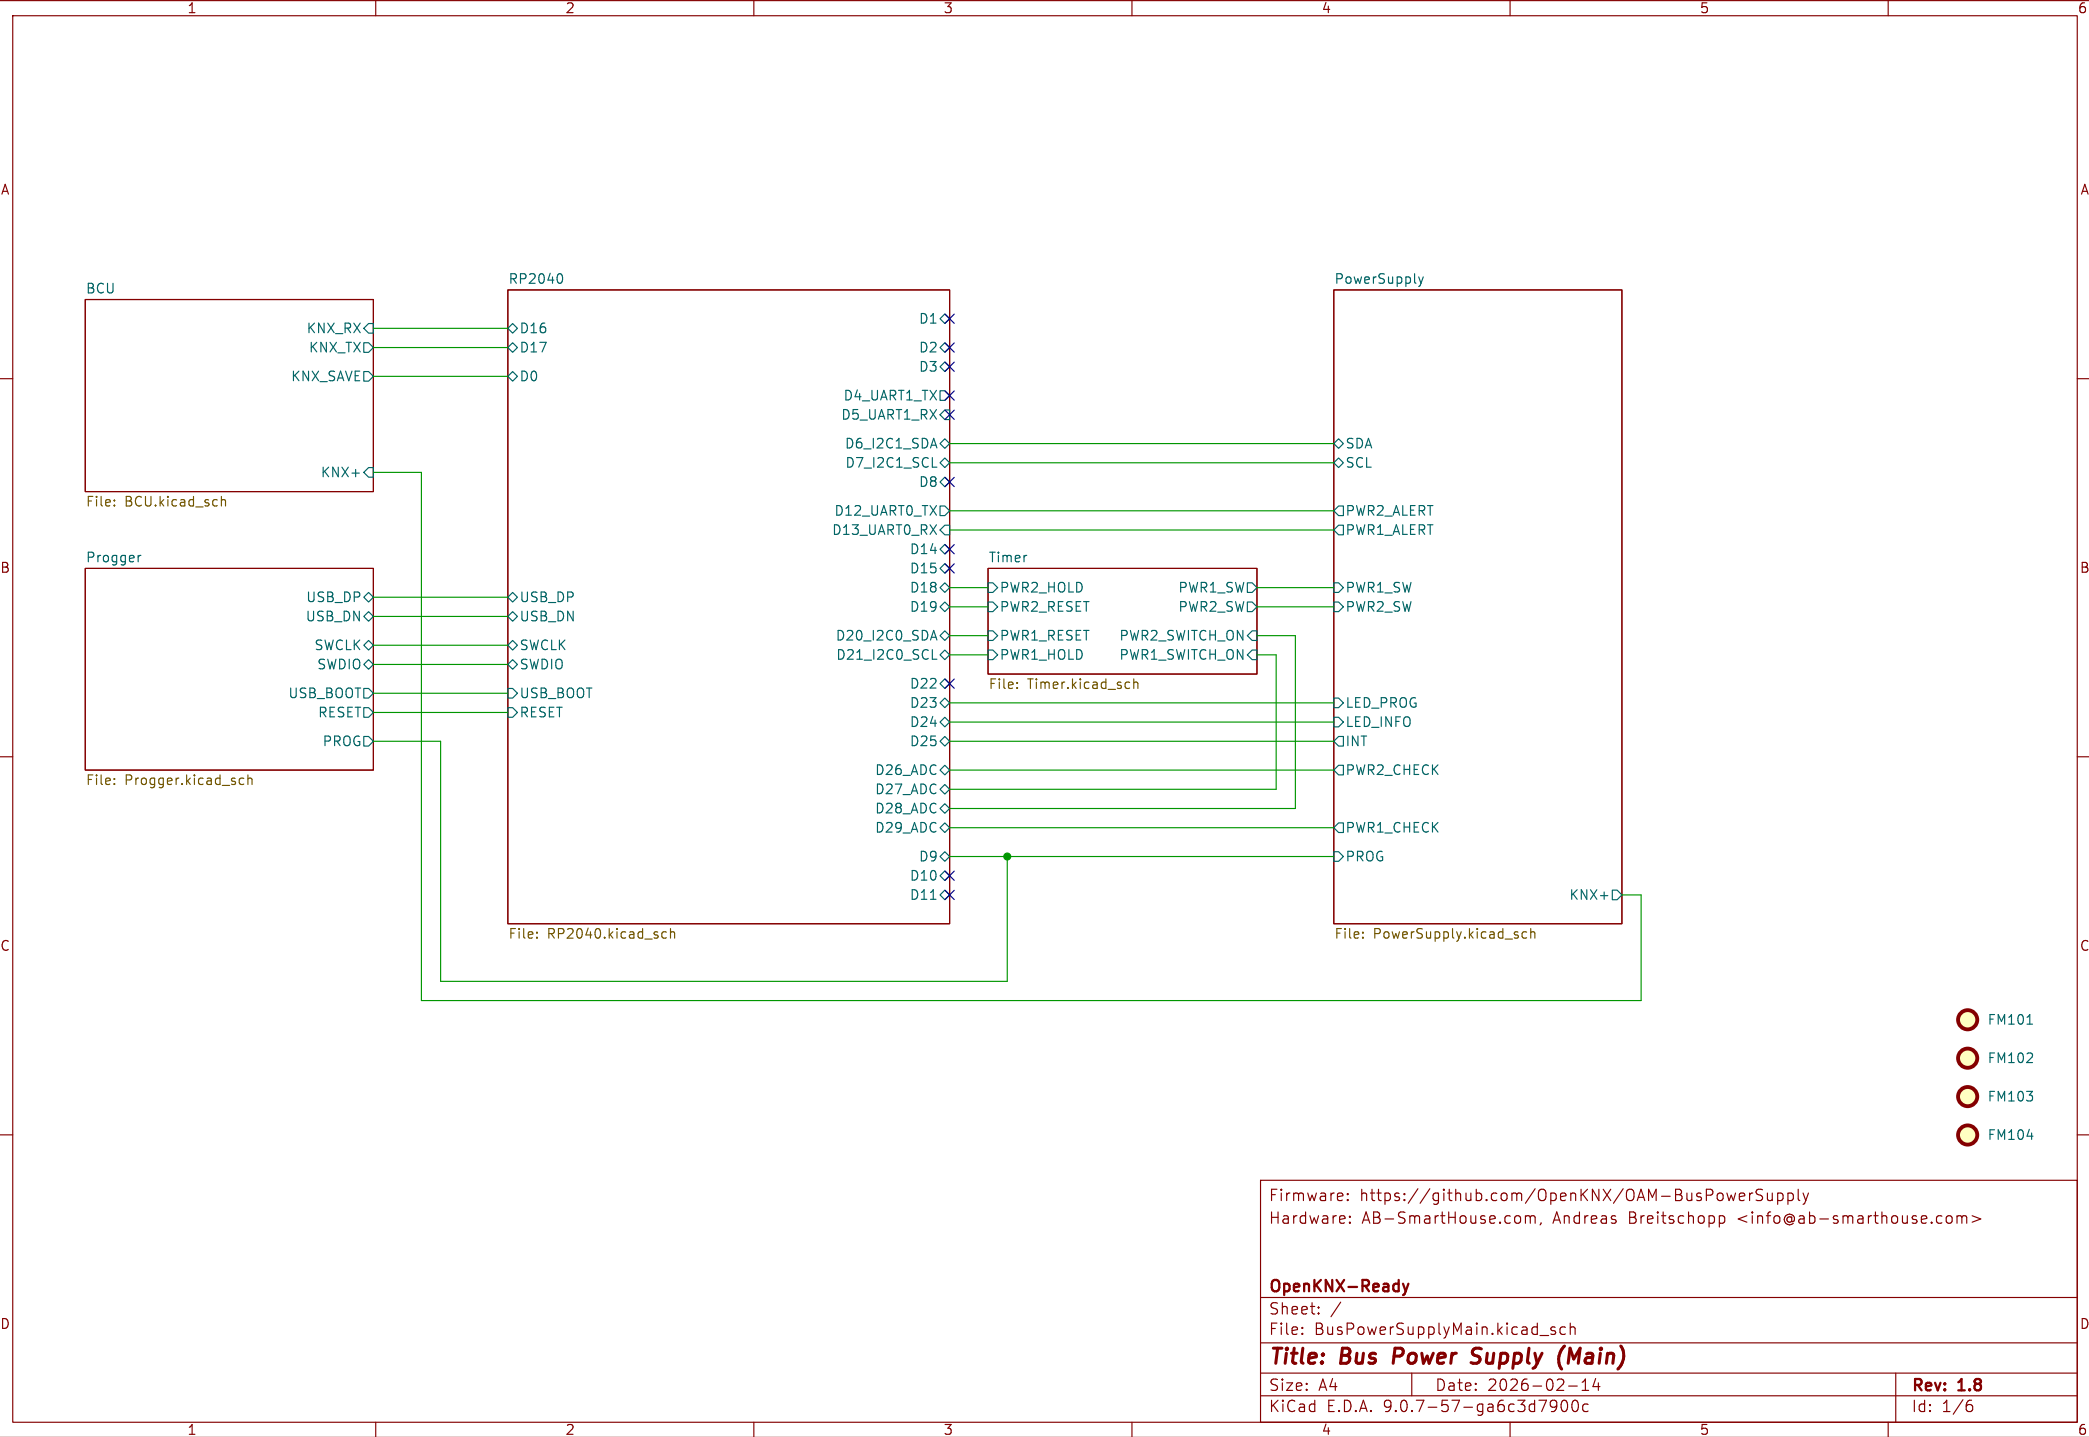 1 2 3 4 5 6
A A
B B
C C
D D
BCU
KNX_RX
KNX_TX
KNX_SAVE
KNX+
File: BCU.kicad_sch
Progger
USB_DP
USB_DN
SWCLK
SWDIO
USB_BOOT
RESET
PROG
File: Progger.kicad_sch
RP2040
D16
D17
D0
USB_DP
USB_DN
SWCLK
SWDIO
USB_BOOT
RESET
D1
D2
D3
D4_UART1_TX
D5_UART1_RX
D6_I2C1_SDA
D7_I2C1_SCL
D8
D12_UART0_TX
D13_UART0_RX
D14
D15
D18
D19
D20_I2C0_SDA
D21_I2C0_SCL
D22
D23
D24
D25
D26_ADC
D27_ADC
D28_ADC
D29_ADC
D9
D10
D11
File: RP2040.kicad_sch
Timer
PWR2_HOLD
PWR2_RESET
PWR1_RESET
PWR1_HOLD
PWR1_SW
PWR2_SW
PWR2_SWITCH_ON
PWR1_SWITCH_ON
File: Timer.kicad_sch
PowerSupply
SDA
SCL
PWR2_ALERT
PWR1_ALERT
PWR1_SW
PWR2_SW
LED_PROG
LED_INFO
INT
PWR2_CHECK
PWR1_CHECK
PROG
KNX+
File: PowerSupply.kicad_sch
FM101
FM102
FM103
FM104
Firmware: https://github.com/OpenKNX/OAM-BusPowerSupply
Hardware: AB-SmartHouse.com, Andreas Breitschopp <info@ab-smarthouse.com>
OpenKNX-Ready
Sheet: /
File: BusPowerSupplyMain.kicad_sch
Title: Bus Power Supply (Main)
Size: A4 Date: 2026-02-14 Rev: 1.8
KiCad E.D.A. 9.0.7-57-ga6c3d7900c Id: 1/6
1 2 3 4 5 6